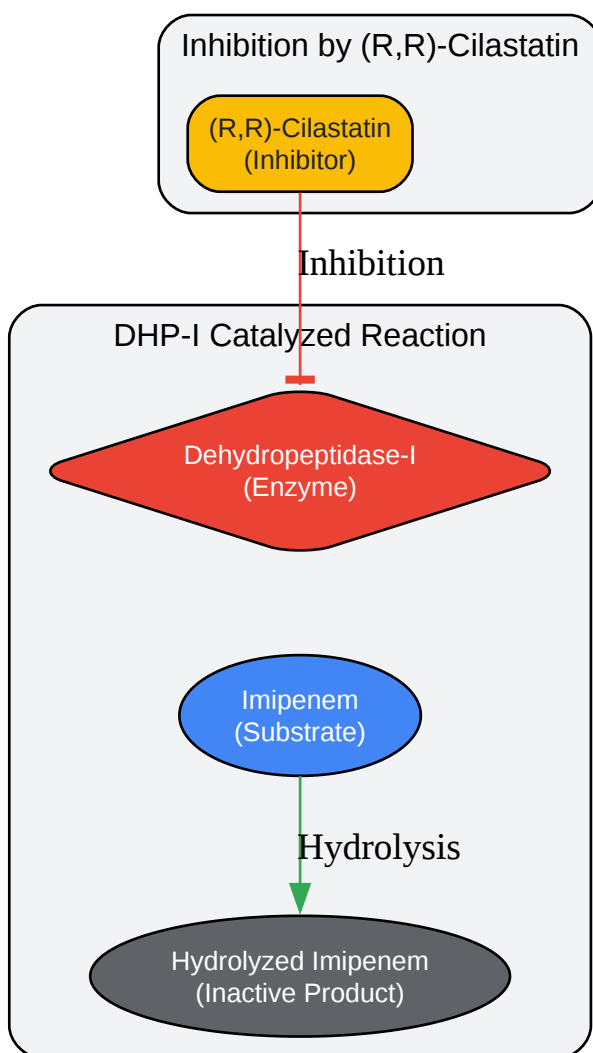 Inhibition by (R,R)-Cilastatin
(R,R)-Cilastatin
(Inhibitor)
Inhibition
DHP-I Catalyzed Reaction
Dehydropeptidase-I
(Enzyme)
Imipenem
(Substrate)
Hydrolysis
Hydrolyzed Imipenem
(Inactive Product)